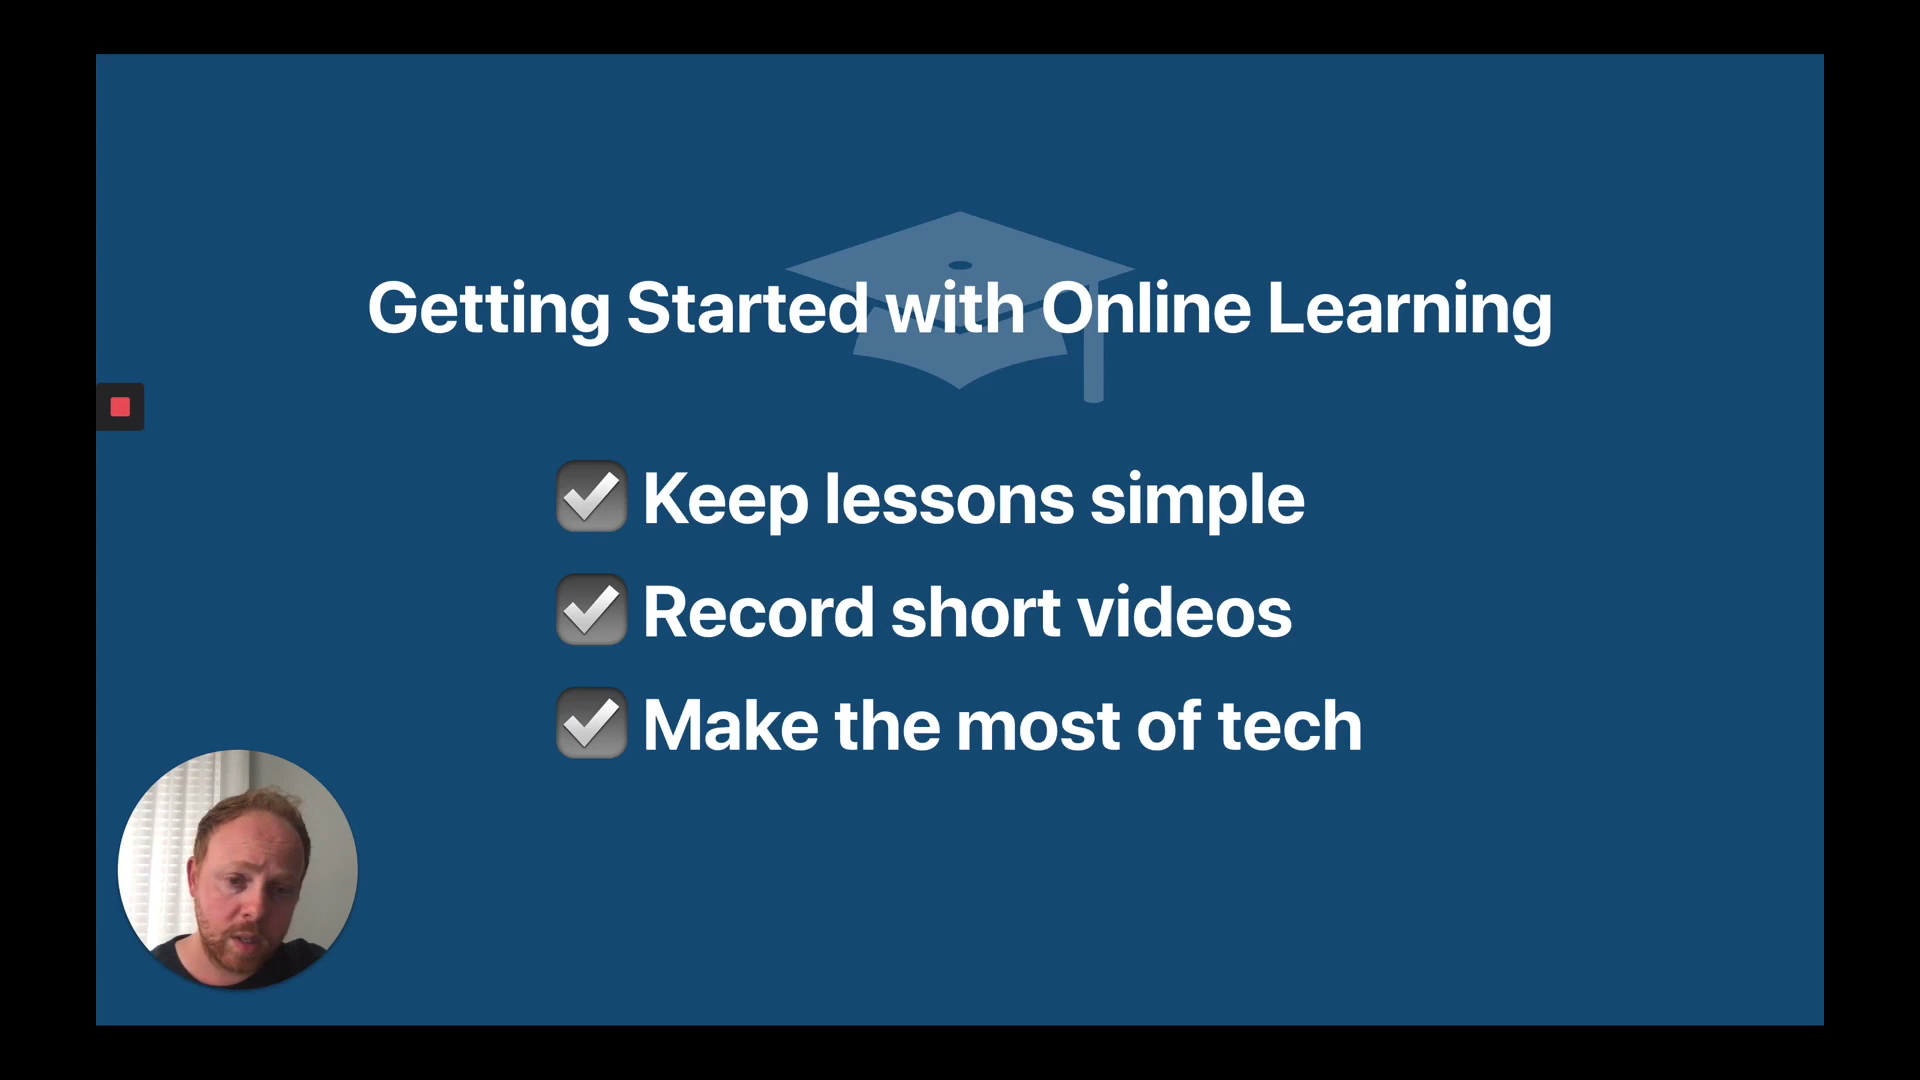 Getting Started with Online Learning
Keep lessons simple
Record short videos
Make the most of tech